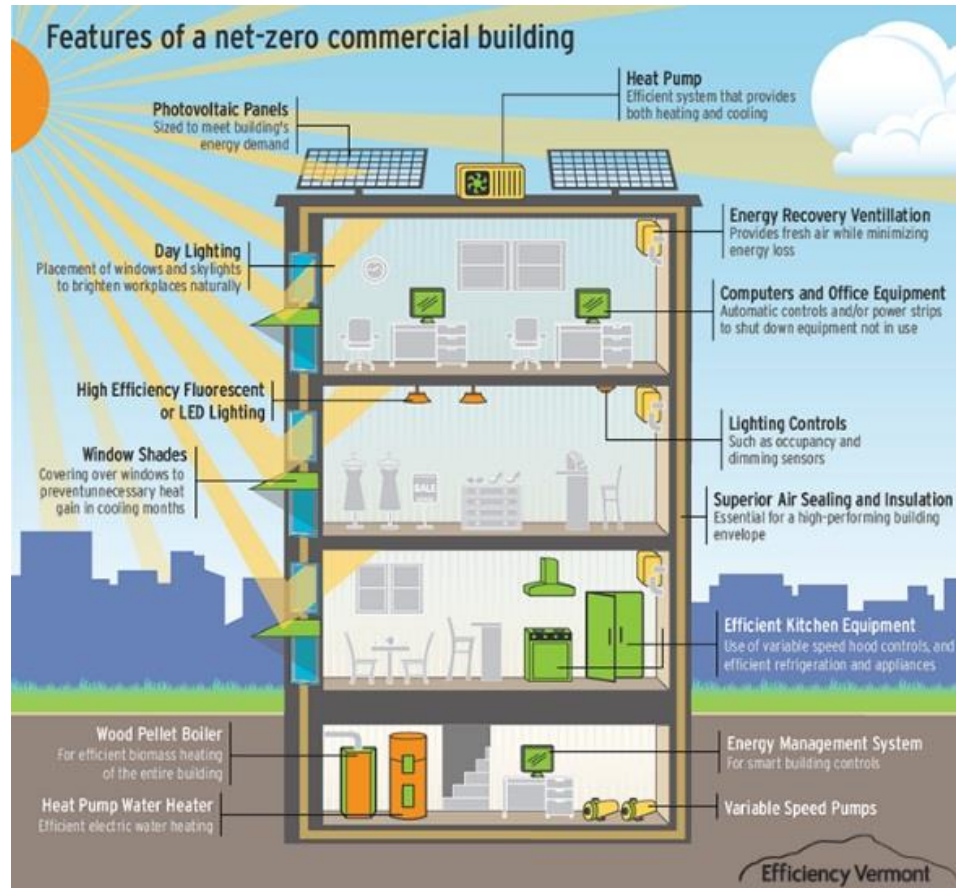 Features of a net-zero commercial building
Heat Pump
Efficient system that provides
both heating and cooling
Photovoltaic Panels
Sized to meet building's
energy demand
Energy Recovery Ventillation
Provides fresh air while minimizing
energy loss
Day Lighting
Placement of windows and skylights
to brighten workplaces naturally
Computers and Office Equipment
Automatic controls and/or power strips
to shut down equipment not in use
High Efficiency Fluorescent
or LED Lighting
Lighting Controls
Such as occupancy and
dimming sensors
Window Shades
Covering over windows to
preventunnecessary heat
gain in cooling months
SALE
Superior Air Sealing and Insulation
Essential for a high-performing building
envelope
Efficient Kitchen Equipment
Use of variable speed hood controls, and
efficient refrigeration and appliances
Wood Pellet Boiler
For efficient biomass heating
of the entire building
Energy Management System
For smart building controls
Heat Pump Water Heater
Efficient electric water heating
Variable Speed Pumps
Efficiency Vermont